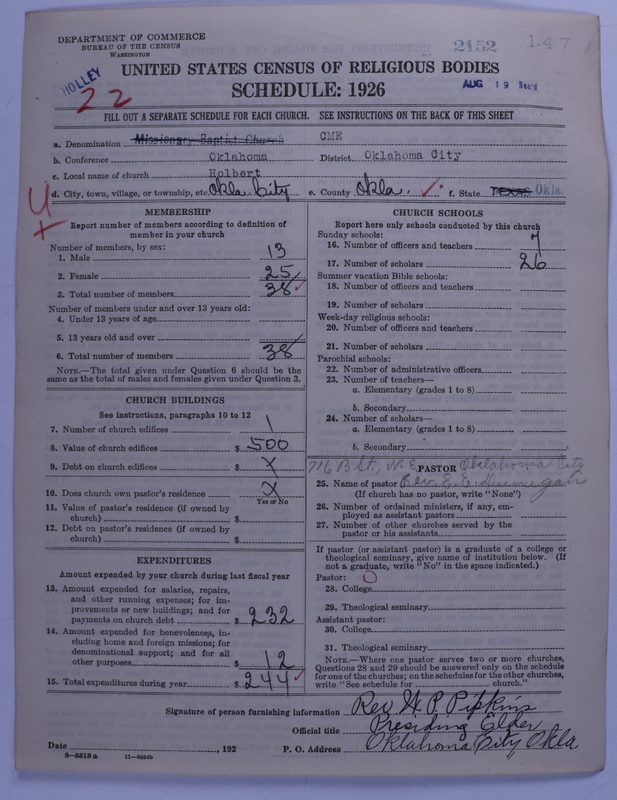 DEPARTMENT OF COMMERCE
BUREAU OF THE CENSUS
WASHINGTON
2152
147
HOLLEY
22
AUG 19 Rec'd
UNITED STATES CENSUS OF RELIGIOUS BODIES
SCHEDULE: 1926
FILL OUT A SEPARATE SCHEDULE FOR EACH CHURCH. SEE INSTRUCTIONS ON THE BACK OF THIS SHEET
a. Denomination Missionary Baptist Church CME
b. Conference Oklahoma District Oklahoma City
c. Local name of church Holbert
d. City, town, village, or township, etc. Okla. City e. County Okla. f. State TEXAS Okla.
MEMBERSHIP
Report number of members according to definition of
member in your church
Number of members, by sex:
1. Male 13
2. Female 25
3. Total number of members 38
Number of members under and over 13 years old:
4. Under 13 years of age
5. 13 years old and over
6. Total number of members 38
NOTE.—The total given under Question 6 should be the
same as the total of males and females given under Question 3.
CHURCH BUILDINGS
See instructions, paragraphs 10 to 12
7. Number of church edifices 1
8. Value of church edifices $ 500
9. Debt on church edifices $ X
10. Does church own pastor's residence X
Yes or No
11. Value of pastor's residence (if owned by
church) $
12. Debt on pastor's residence (if owned by
church) $
EXPENDITURES
Amount expended by your church during last fiscal year
13. Amount expended for salaries, repairs,
and other running expenses; for im-
provements or new buildings; and for
payments on church debt $ 232
14. Amount expended for benevolences, in-
cluding home and foreign missions; for
denominational support; and for all
other purposes 12
15. Total expenditures during year $ 244
CHURCH SCHOOLS
Report here only schools conducted by this church
Sunday schools:
16. Number of officers and teachers 7
17. Number of scholars 26
Summer vacation Bible schools:
18. Number of officers and teachers
19. Number of scholars
Week-day religious schools:
20. Number of officers and teachers
21. Number of scholars
Parochial schools:
22. Number of administrative officers
23. Number of teachers—
a. Elementary (grades 1 to 8)
b. Secondary
24. Number of scholars—
a. Elementary (grades 1 to 8)
b. Secondary
716 B St., N.E. Oklahoma City
PASTOR
25. Name of pastor Rev. E. E. Dunegan
(If church has no pastor, write "None")
26. Number of ordained ministers, if any, em-
ployed as assistant pastors
27. Number of other churches served by the
pastor or his assistants
If pastor (or assistant pastor) is a graduate of a college or
theological seminary, give name of institution below. (If
not a graduate, write "No" in the space indicated.)
Pastor:
28. College
29. Theological seminary
Assistant pastor:
30. College
31. Theological seminary
NOTE.—Where one pastor serves two or more churches,
Questions 28 and 29 should be answered only on the schedule
for one of the churches; on the schedules for the other churches,
write "See schedule for church."
Signature of person furnishing information Rev. W. P. Pipkins
Official title Presiding Elder
Date , 192 P. O. Address Oklahoma City Okla
5—5518a 11—9684b